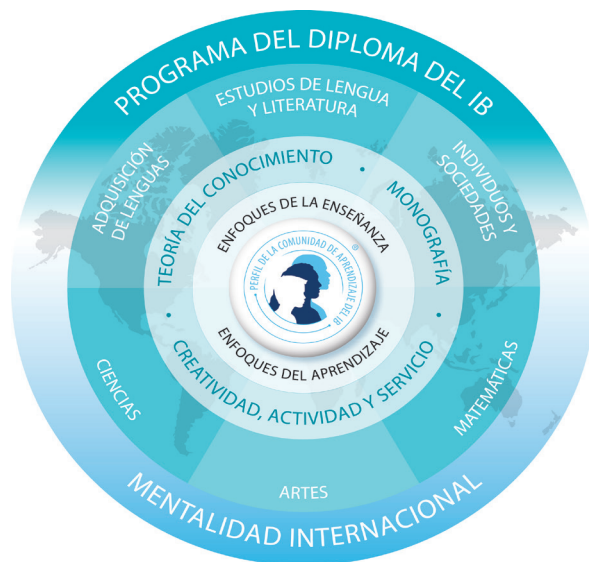 PROGRAMA DEL DIPLOMA DEL IB
ESTUDIOS DE LENGUA
Y LITERATURA
ADQUISICIÓN
DE LENGUAS
INDIVIDUOS Y
SOCIEDADES
TEORÍA DEL CONOCIMIENTO • MONOGRAFÍA •
CREATIVIDAD, ACTIVIDAD Y SERVICIO •
ENFOQUES DE LA ENSEÑANZA
PERFIL DE LA COMUNIDAD DE APRENDIZAJE DEL IB
®
ENFOQUES DEL APRENDIZAJE
CIENCIAS
MATEMÁTICAS
ARTES
MENTALIDAD INTERNACIONAL